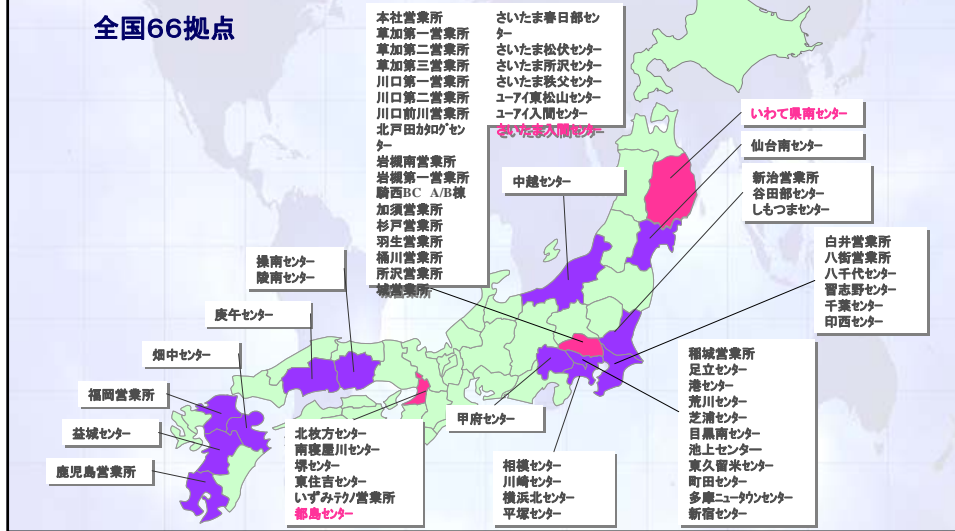 全国66拠点
本社営業所
草加第一営業所
草加第二営業所
草加第三営業所
川口第一営業所
川口第二営業所
川口前川営業所
北戸田カタログセン
ター
岩槻南営業所
岩槻第一営業所
騎西BC A/B棟
加須営業所
杉戸営業所
羽生営業所
桶川営業所
所沢営業所
城営業所
さいたま春日部セン
ター
さいたま松伏センター
さいたま所沢センター
さいたま秩父センター
ユーアイ東松山センター
ユーアイ入間センター
さいたま入間センター
いわて県南センター
仙台南センター
新治営業所
谷田部センター
しもつまセンター
中越センター
白井営業所
八街営業所
八千代センター
習志野センター
千葉センター
印西センター
操南センター
陵南センター
庚午センター
畑中センター
福岡営業所
益城センター
鹿児島営業所
北枚方センター
南寝屋川センター
堺センター
東住吉センター
いずみテクノ営業所
都島センター
甲府センター
相模センター
川崎センター
横浜北センター
平塚センター
稲城営業所
足立センター
港センター
荒川センター
芝浦センター
目黒南センター
池上センター
東久留米センター
町田センター
多摩ニュータウンセンター
新宿センター